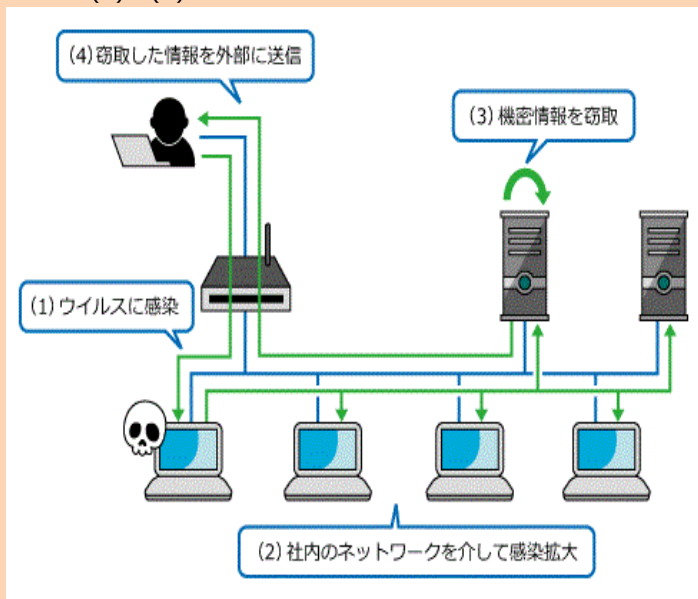 (4)窃取した情報を外部に送信
(3)機密情報を窃取
(1)ウイルスに感染
(2)社内のネットワークを介して感染拡大